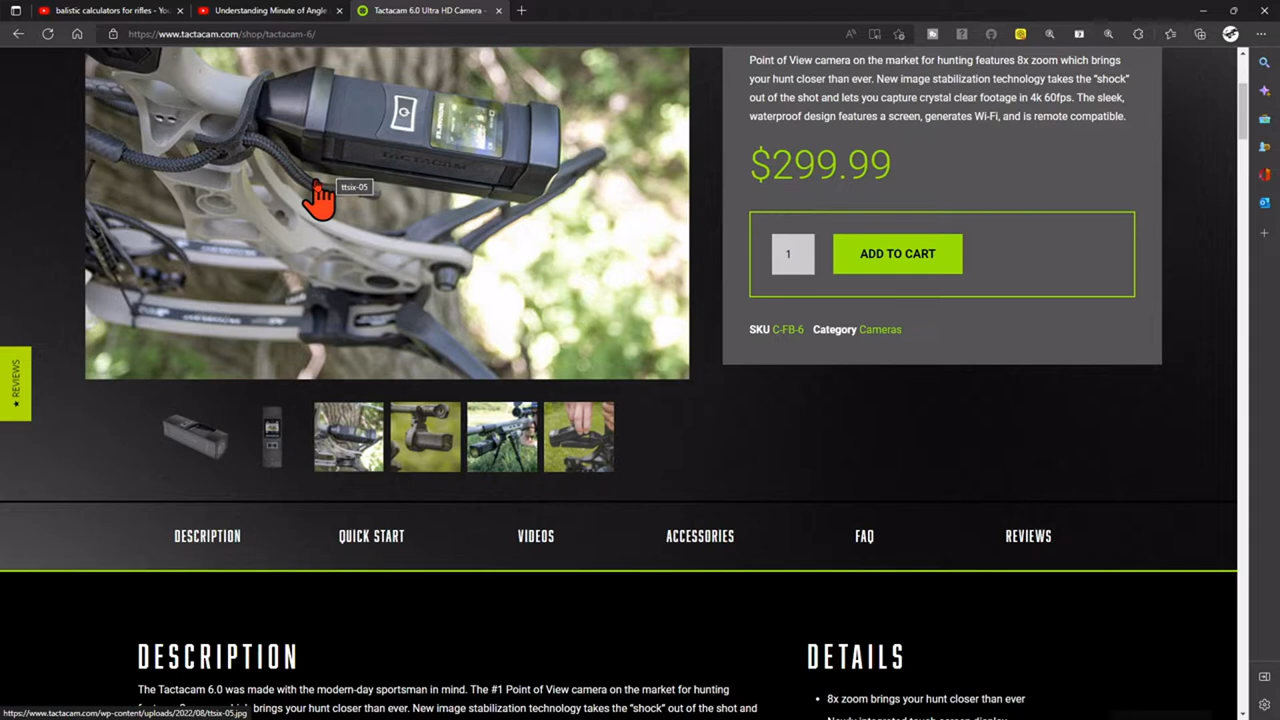 balistic calculators for rifles - Yo
Understanding Minute of Angle
Tactacam 6.0 Ultra HD Camera -
https://www.tactacam.com/shop/tactacam-6/
Point of View camera on the market for hunting features 8x zoom which brings
your hunt closer than ever. New image stabilization technology takes the “shock”
out of the shot and lets you capture crystal clear footage in 4k 60fps. The sleek,
waterproof design features a screen, generates Wi-Fi, and is remote compatible.
TACTACAM
ttsix-05
$299.99
1
ADD TO CART
SKU C-FB-6 Category Cameras
★ REVIEWS
DESCRIPTION
QUICK START
VIDEOS
ACCESSORIES
FAQ
REVIEWS
DESCRIPTION
The Tactacam 6.0 was made with the modern-day sportsman in mind. The #1 Point of View camera on the market for hunting
brings your hunt closer than ever. New image stabilization technology takes the “shock” out of the shot and
DETAILS
8x zoom brings your hunt closer than ever
Newly integrated touch screen display
https://www.tactacam.com/wp-content/uploads/2022/08/ttsix-05.jpg